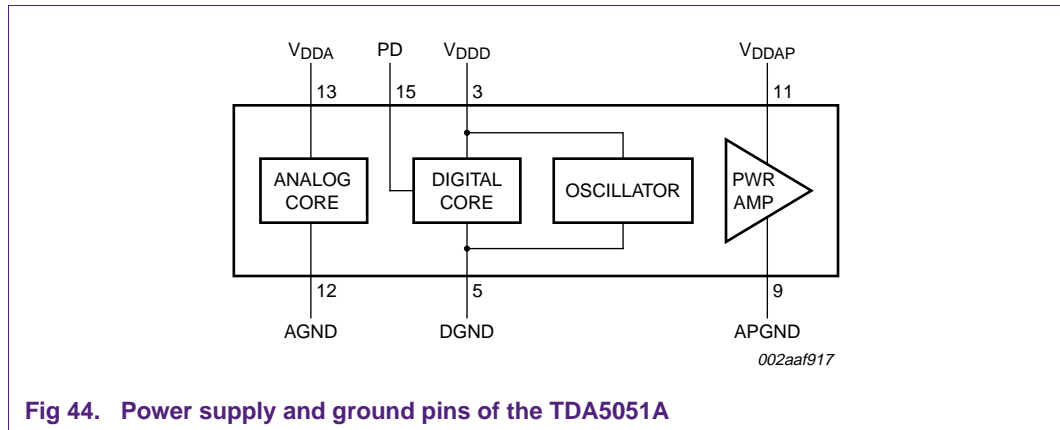 VDDA PD VDDD VDDAP
13 15 3 11
ANALOG CORE
DIGITAL CORE
OSCILLATOR
PWR AMP
12 5 9
AGND DGND APGND
002aaf917
Fig 44. Power supply and ground pins of the TDA5051A